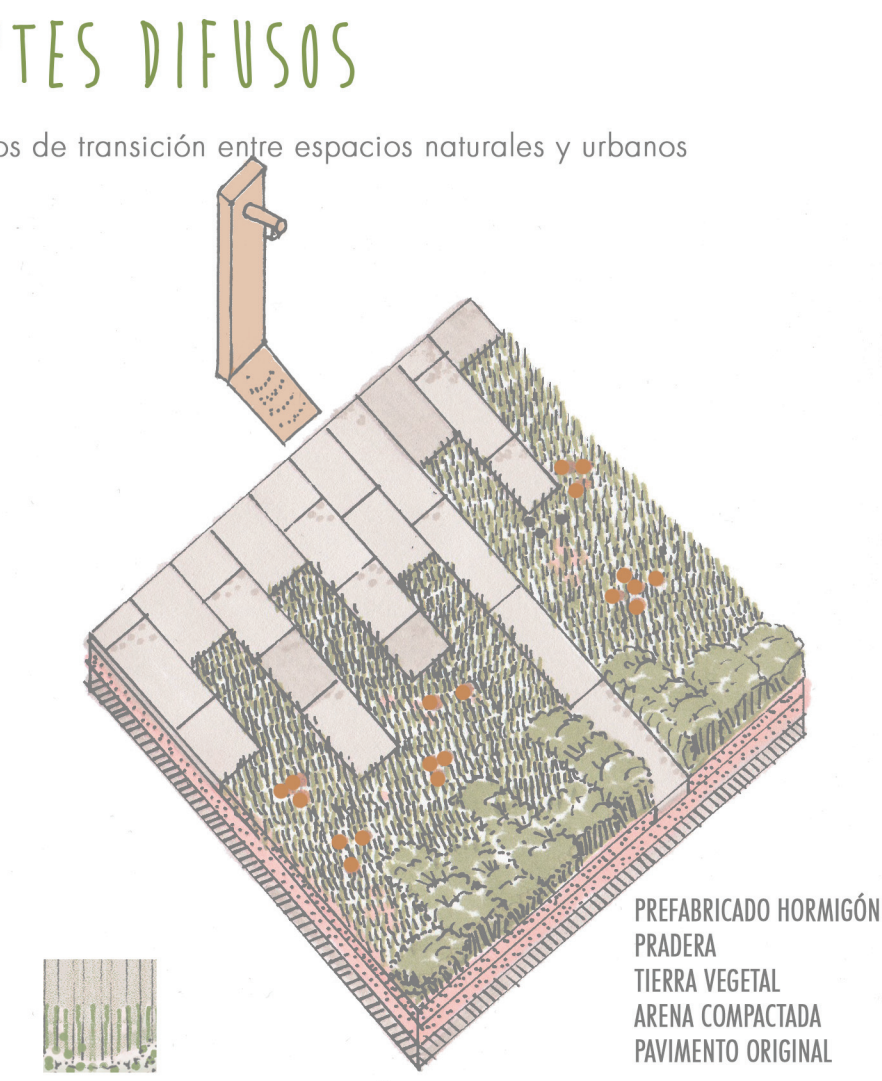 TES DIFUSOS
os de transición entre espacios naturales y urbanos
PREFABRICADO HORMIGÓN
PRADERA
TIERRA VEGETAL
ARENA COMPACTADA
PAVIMENTO ORIGINAL